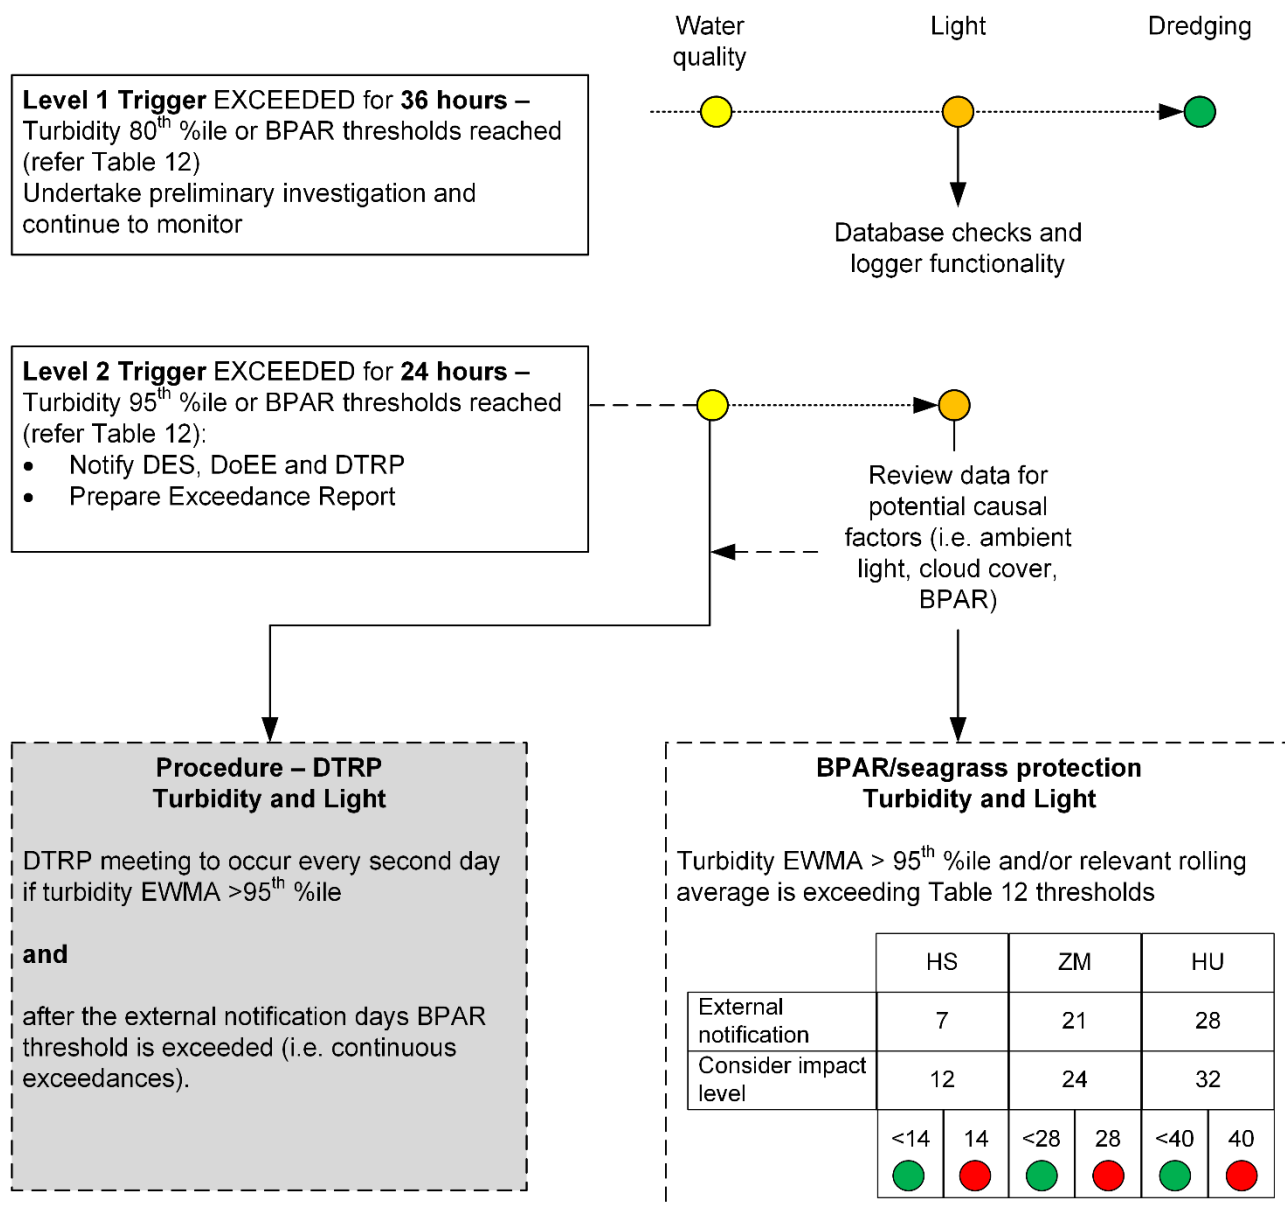 Water
quality
Light
Dredging
Level 1 Trigger EXCEEDED for 36 hours –
Turbidity 80th %ile or BPAR thresholds reached
(refer Table 12)
Undertake preliminary investigation and
continue to monitor
Database checks and
logger functionality
Level 2 Trigger EXCEEDED for 24 hours –
Turbidity 95th %ile or BPAR thresholds reached
(refer Table 12):
• Notify DES, DoEE and DTRP
• Prepare Exceedance Report
Review data for
potential causal
factors (i.e. ambient
light, cloud cover,
BPAR)
Procedure – DTRP
Turbidity and Light
DTRP meeting to occur every second day
if turbidity EWMA >95th %ile
and
after the external notification days BPAR
threshold is exceeded (i.e. continuous
exceedances).
BPAR/seagrass protection
Turbidity and Light
Turbidity EWMA > 95th %ile and/or relevant rolling
average is exceeding Table 12 thresholds
HS ZM HU
External
notification
7 21 28
Consider impact
level
12 24 32
<14 14 <28 28 <40 40